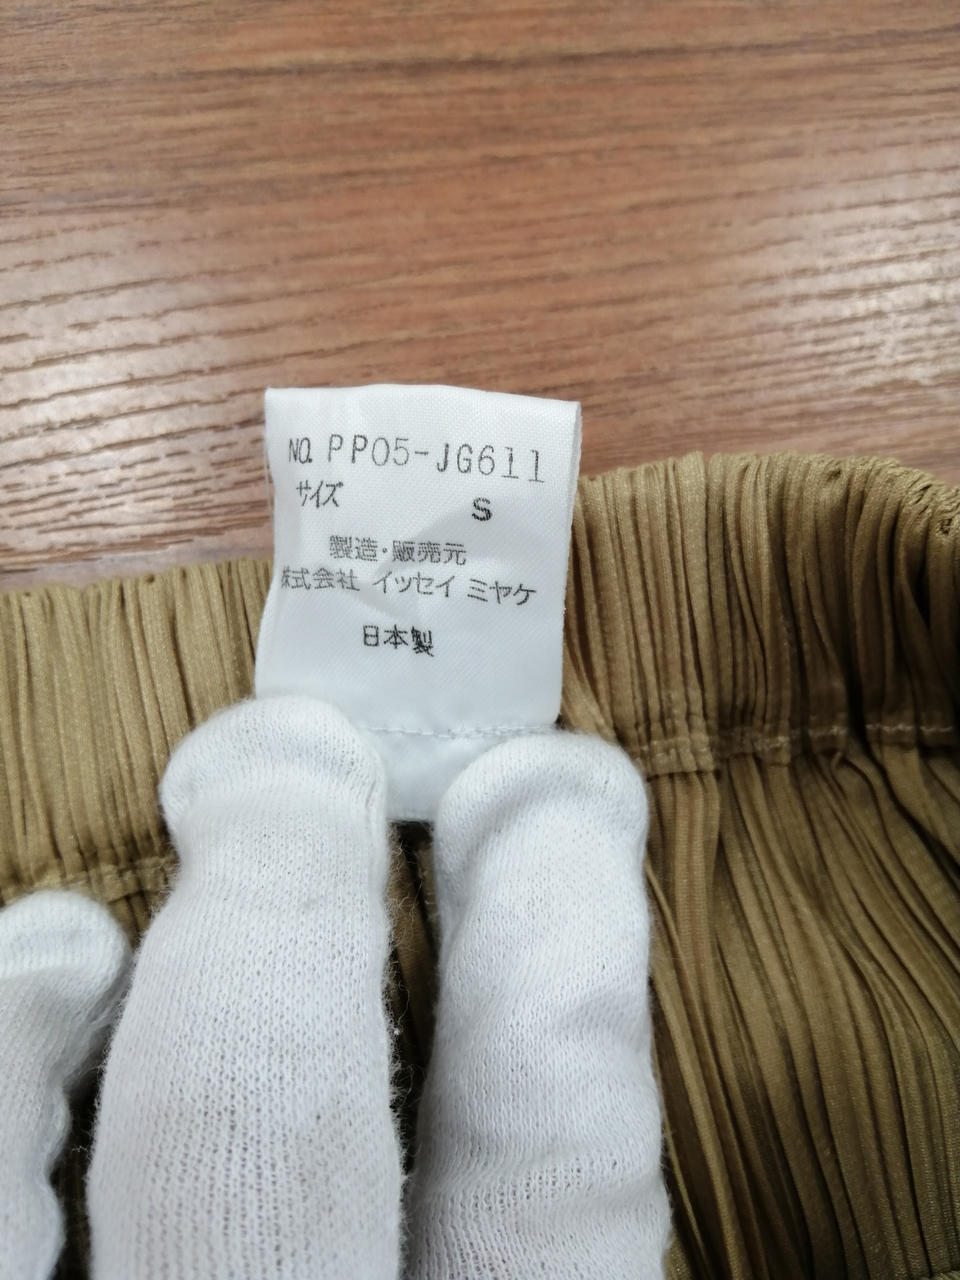 NO. PP05-JG611
サイズ S
製造・販売元
株式会社 イッセイ ミヤケ
日本製